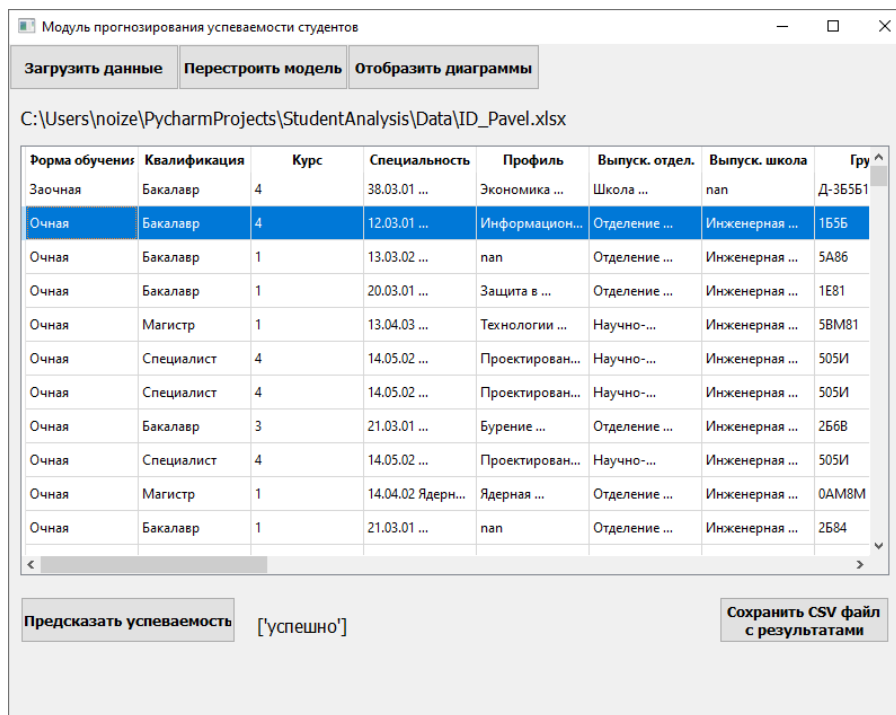 Модуль прогнозирования успеваемости студентов
Загрузить данные Перестроить модель Отобразить диаграммы
C:\Users\noize\PycharmProjects\StudentAnalysis\Data\ID_Pavel.xlsx
Форма обучения Квалификация Курс Специальность Профиль Выпуск. отдел. Выпуск. школа Гру
Заочная Бакалавр 4 38.03.01 ... Экономика ... Школа ... nan Д-3Б5Б1
Очная Бакалавр 4 12.03.01 ... Информацион... Отделение ... Инженерная ... 1Б5Б
Очная Бакалавр 1 13.03.02 ... nan Отделение ... Инженерная ... 5А86
Очная Бакалавр 1 20.03.01 ... Защита в ... Отделение ... Инженерная ... 1Е81
Очная Магистр 1 13.04.03 ... Технологии ... Научно-... Инженерная ... 5ВМ81
Очная Специалист 4 14.05.02 ... Проектирован... Научно-... Инженерная ... 505И
Очная Специалист 4 14.05.02 ... Проектирован... Научно-... Инженерная ... 505И
Очная Бакалавр 3 21.03.01 ... Бурение ... Отделение ... Инженерная ... 2Б6В
Очная Специалист 4 14.05.02 ... Проектирован... Научно-... Инженерная ... 505И
Очная Магистр 1 14.04.02 Ядерн... Ядерная ... Отделение ... Инженерная ... 0АМ8М
Очная Бакалавр 1 21.03.01 ... nan Отделение ... Инженерная ... 2Б84
Предсказать успеваемость ['успешно'] Сохранить CSV файл
с результатами